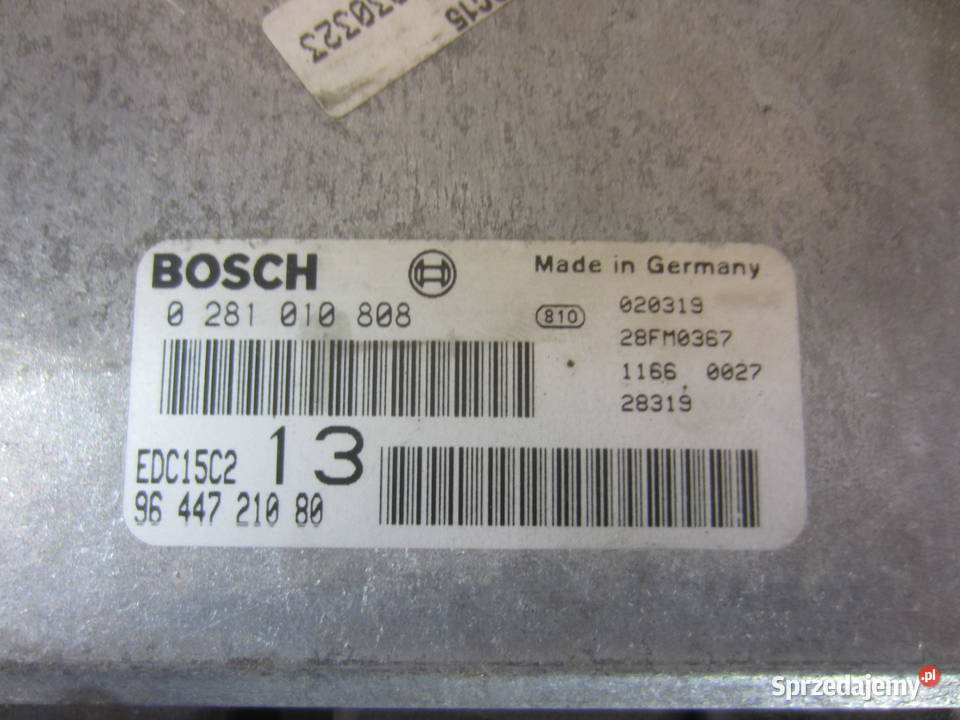 030323
BOSCH
Made in Germany
0 281 010 808
810
020319
28FM0367
1166 0027
28319
EDC15C2
13
96 447 210 80
Sprzedajemy.pl